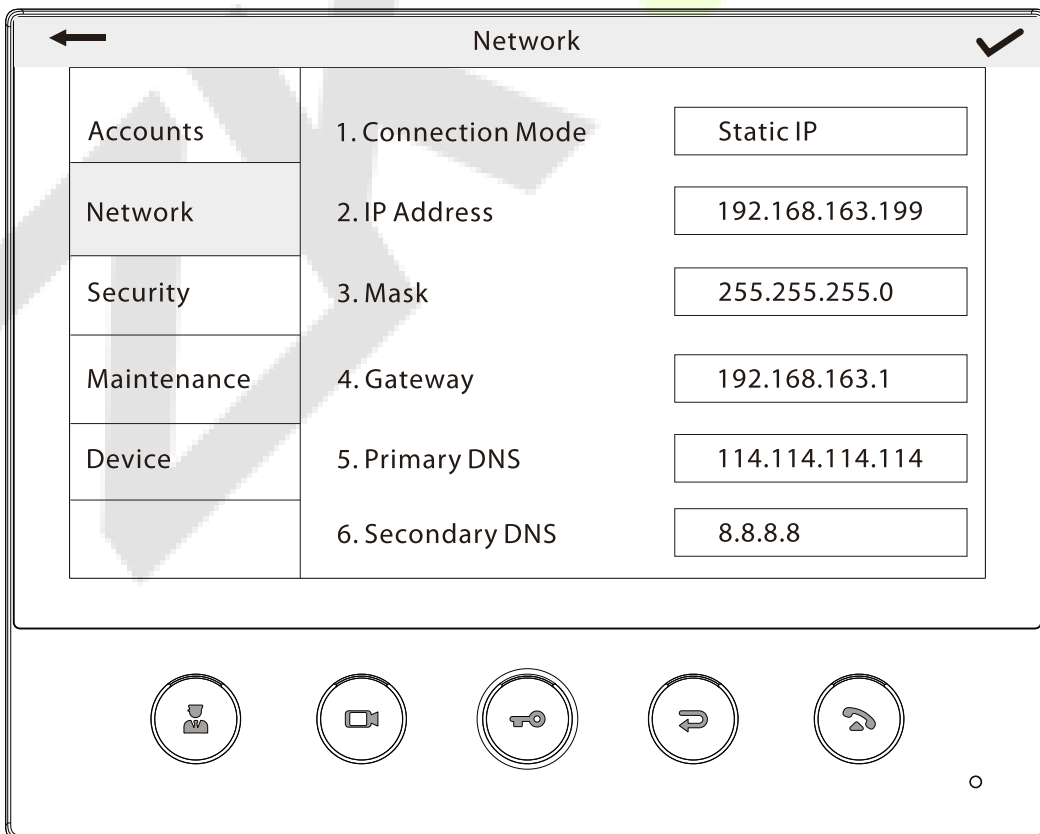 Network
Accounts
Network
Security
Maintenance
Device
1. Connection Mode
Static IP
2. IP Address
192.168.163.199
3. Mask
255.255.255.0
4. Gateway
192.168.163.1
5. Primary DNS
114.114.114.114
6. Secondary DNS
8.8.8.8